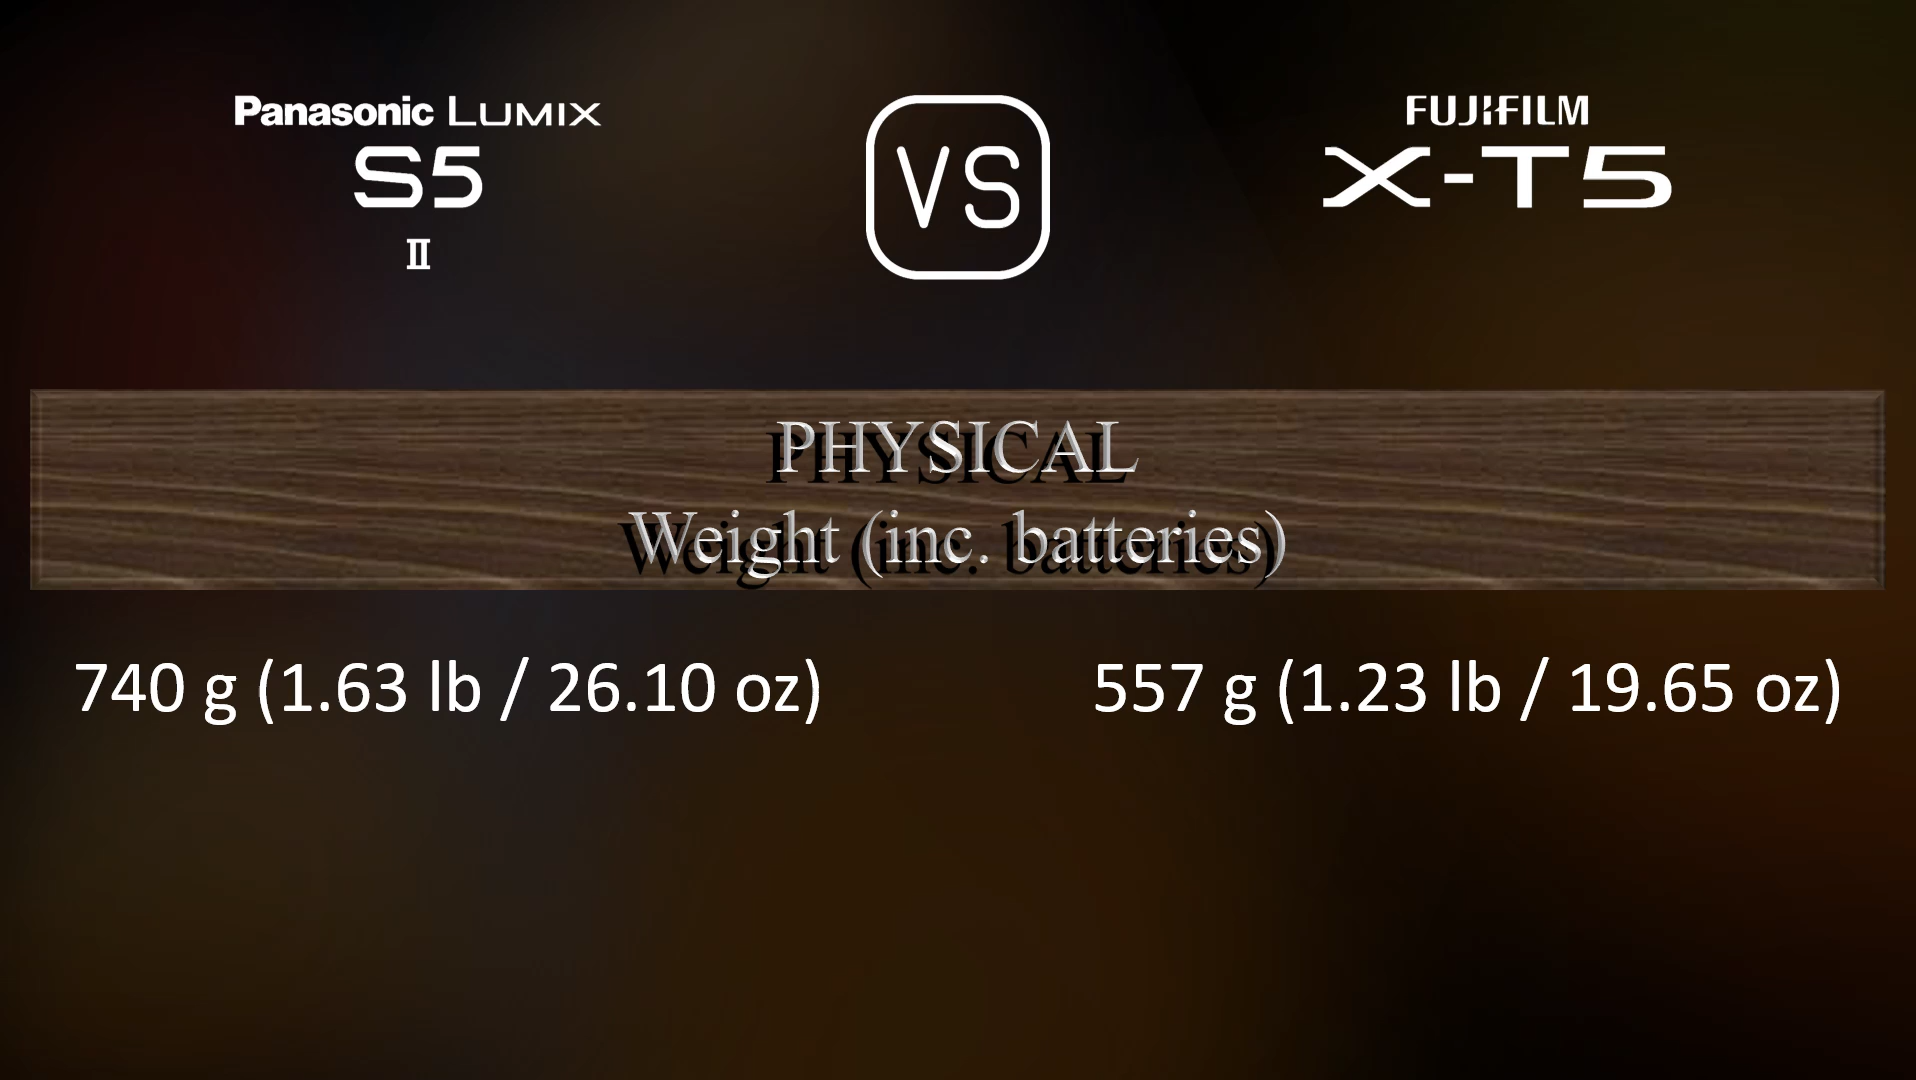 Panasonic LUMIX
S5
II
VS
FUJIFILM
X-T5
PHYSICAL
Weight (inc. batteries)
740 g (1.63 lb / 26.10 oz)
557 g (1.23 lb / 19.65 oz)